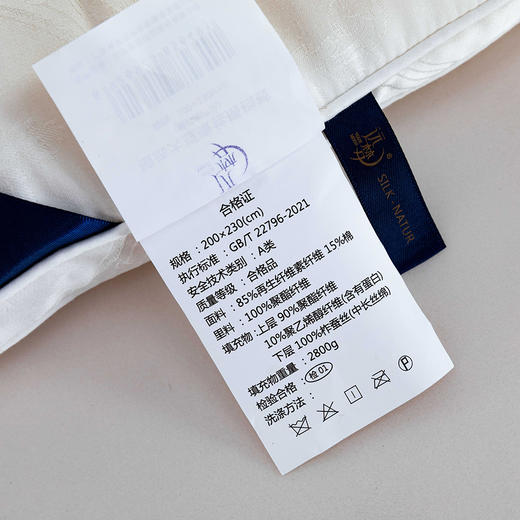 合格证
规格：200×230(cm)
执行标准：GB/T 22796-2021
安全技术类别：A类
质量等级：合格品
面料：85%再生纤维素纤维 15%棉
里料：100%聚酯纤维
填充物：上层 90%聚酯纤维
10%聚乙烯醇纤维(含有蛋白)
下层 100%柞蚕丝(中长丝绵)
填充物重量：2800g
检验合格：检 01
洗涤方法：
P
远梦
SILK · NATUR